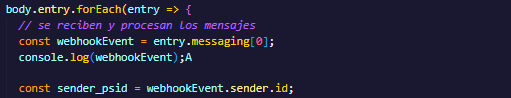 body.entry.forEach(entry => {
// se reciben y procesan los mensajes
const webhookEvent = entry.messaging[0];
console.log(webhookEvent);A
const sender_psid = webhookEvent.sender.id;